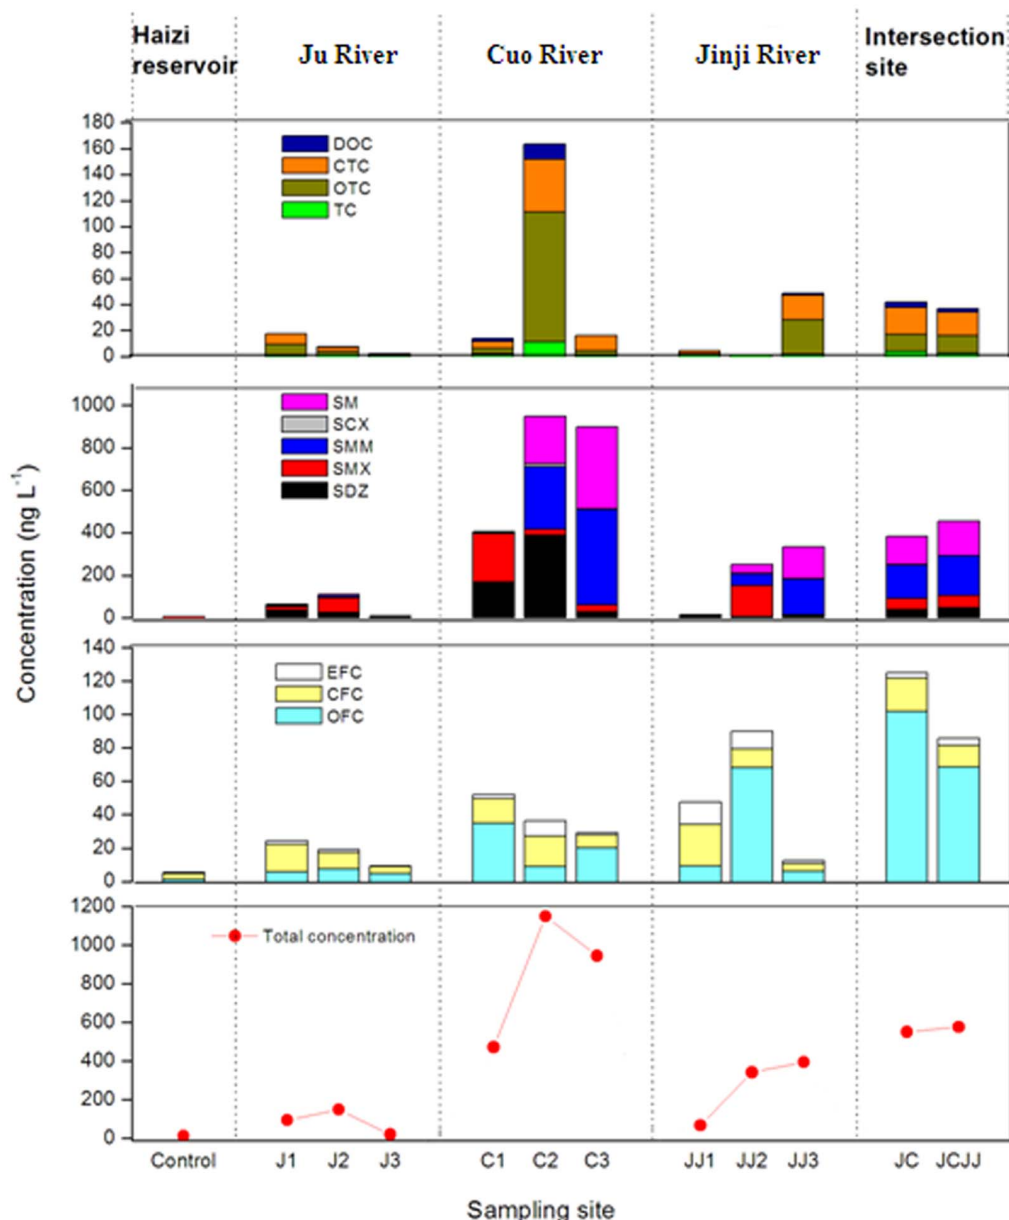 Haizi
reservoir
Ju River
Cuo River
Jinji River
Intersection
site
180
160
140
120
100
80
60
40
20
0
DOC
CTC
OTC
TC
1000
800
600
400
200
0
SM
SCX
SMM
SMX
SDZ
140
120
100
80
60
40
20
0
EFC
CFC
OFC
1200
1000
800
600
400
200
0
Total concentration
Concentration (ng L-1)
Control J1 J2 J3 C1 C2 C3 JJ1 JJ2 JJ3 JC JCJJ
Sampling site